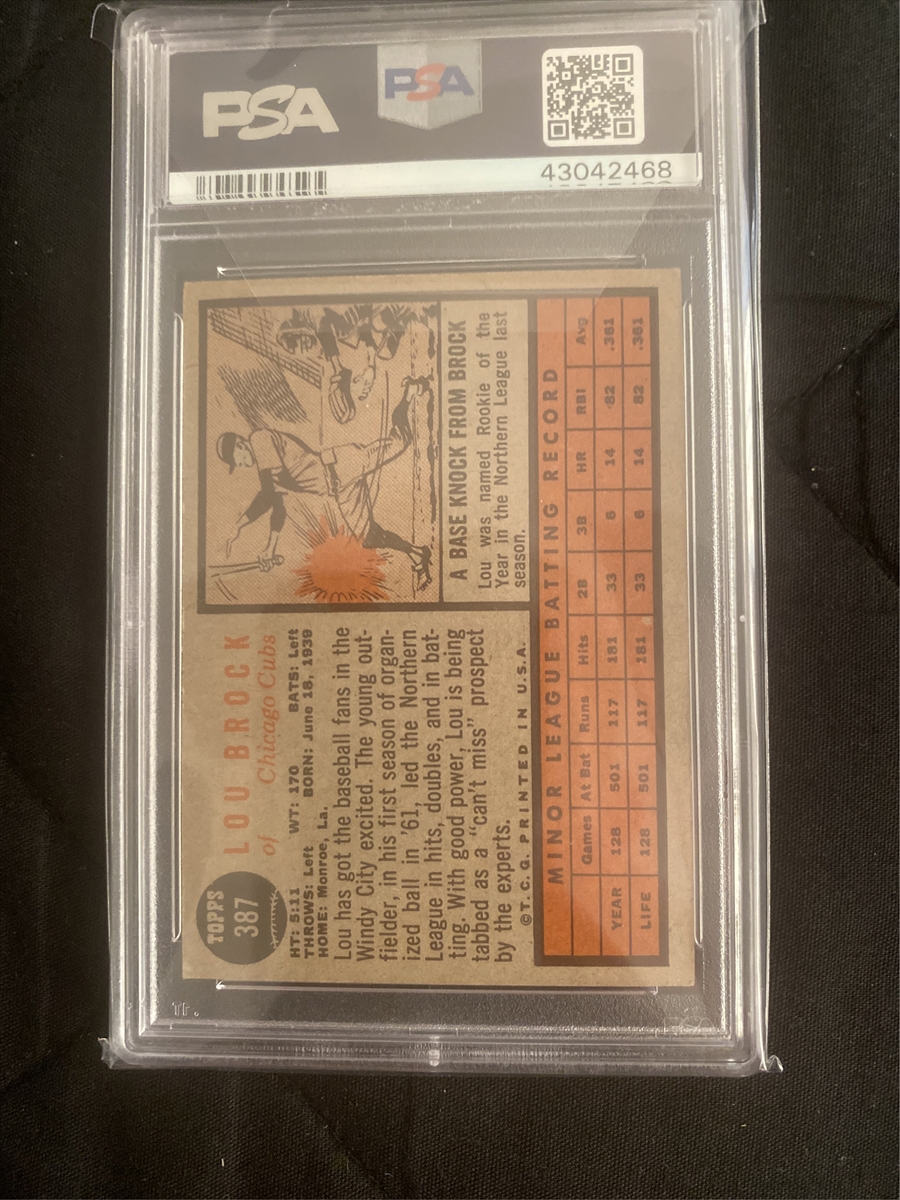 PSA
PSA
43042468
TOPPS
387
LOU BROCK
of Chicago Cubs
HT: 5:11 WT: 170 BATS: Left
THROWS: Left BORN: June 18, 1939
HOME: Monroe, La.
Lou has got the baseball fans in the
Windy City excited. The young out-
fielder, in his first season of organ-
ized ball in '61, led the Northern
League in hits, doubles, and in bat-
ting. With good power, Lou is being
tabbed as a "can't miss" prospect
by the experts.
©T. C. G. PRINTED IN U.S.A.
A BASE KNOCK FROM BROCK
Lou was named Rookie of the
Year in the Northern League last
season.
MINOR LEAGUE BATTING RECORD
Games At Bat Runs Hits 2B 3B HR RBI Avg
YEAR 128 501 117 181 33 6 14 82 .361
LIFE 128 501 117 181 33 6 14 82 .361